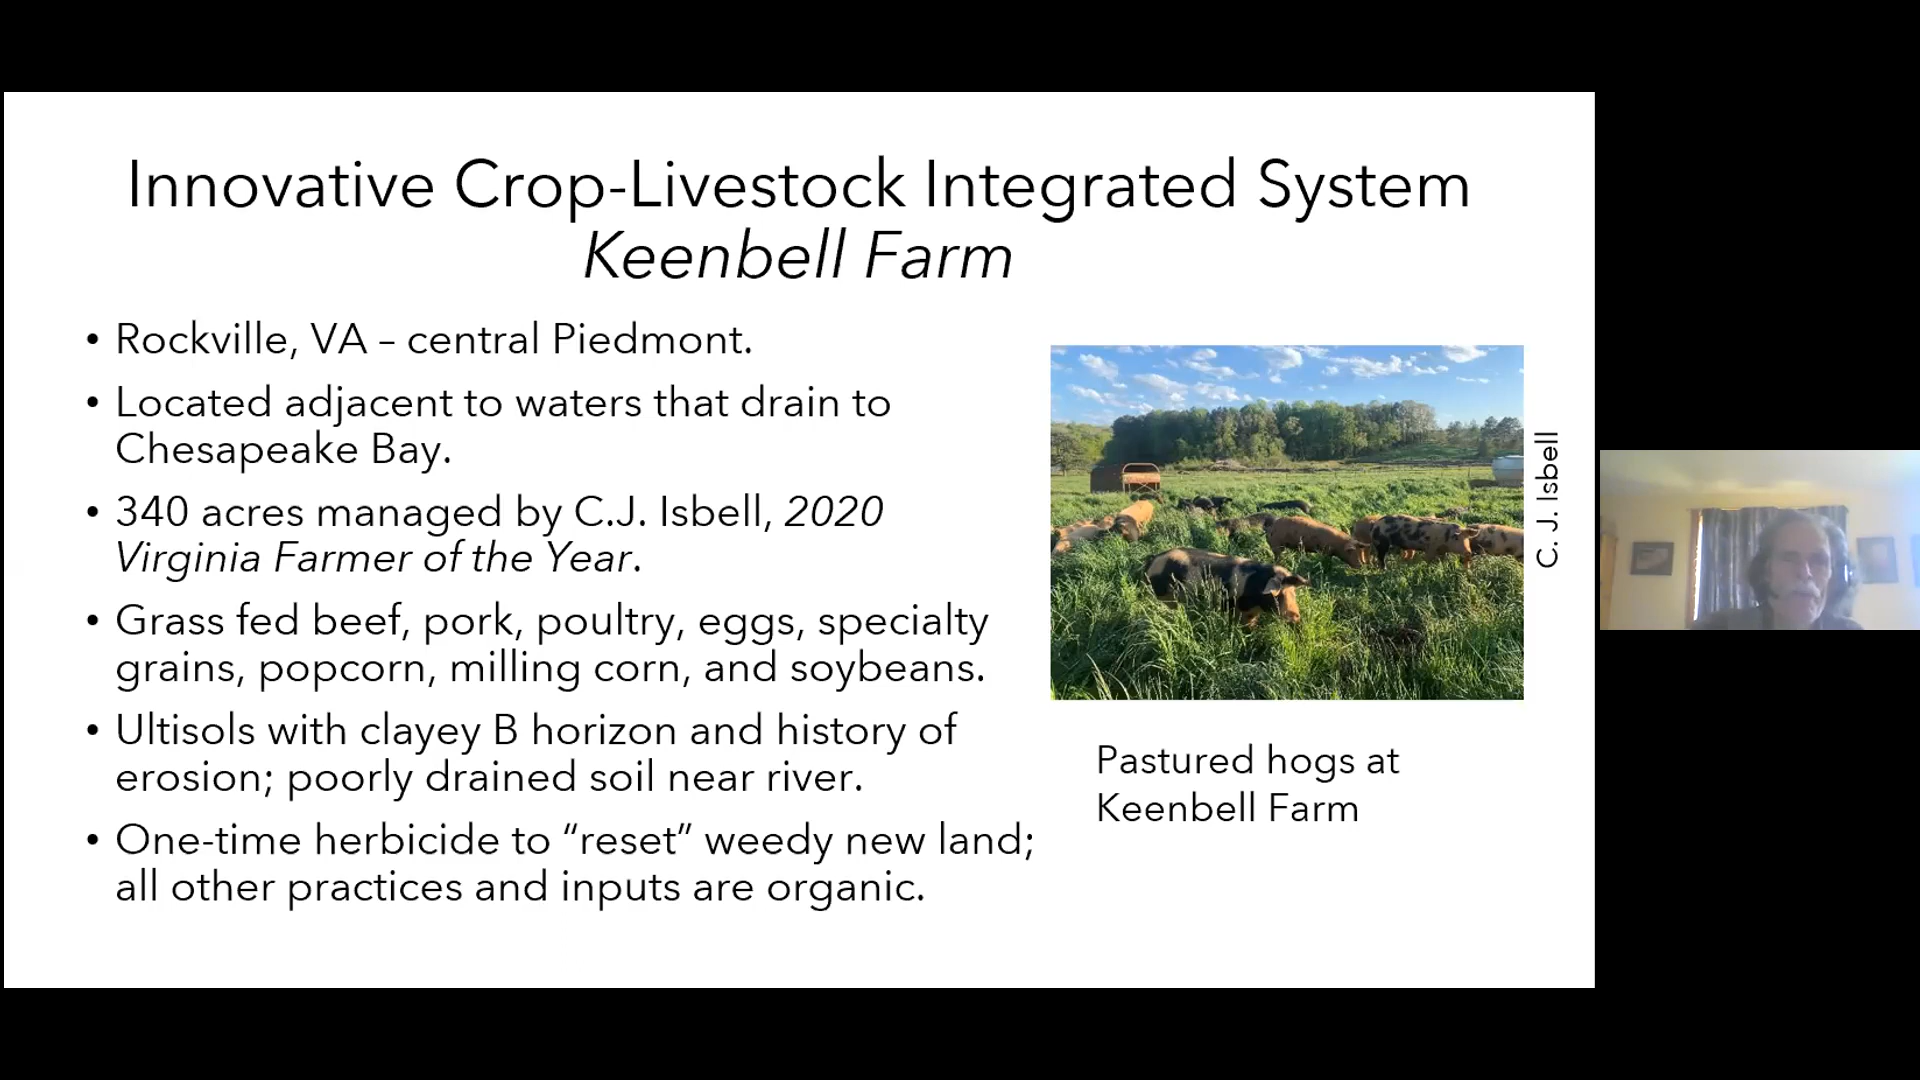 Innovative Crop-Livestock Integrated System
Keenbell Farm
• Rockville, VA – central Piedmont.
• Located adjacent to waters that drain to
Chesapeake Bay.
• 340 acres managed by C.J. Isbell, 2020
Virginia Farmer of the Year.
• Grass fed beef, pork, poultry, eggs, specialty
grains, popcorn, milling corn, and soybeans.
• Ultisols with clayey B horizon and history of
erosion; poorly drained soil near river.
• One-time herbicide to “reset” weedy new land;
all other practices and inputs are organic.
C. J. Isbell
Pastured hogs at
Keenbell Farm